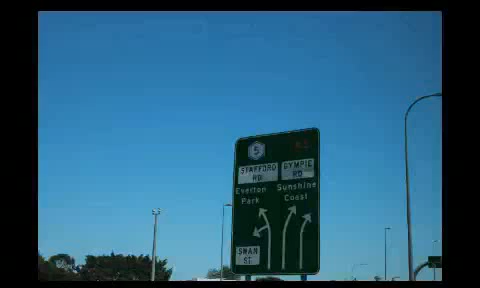 5
STAFFORD GYMPIE
RD RD
Everton Sunshine
Park Coast
SWAN
ST